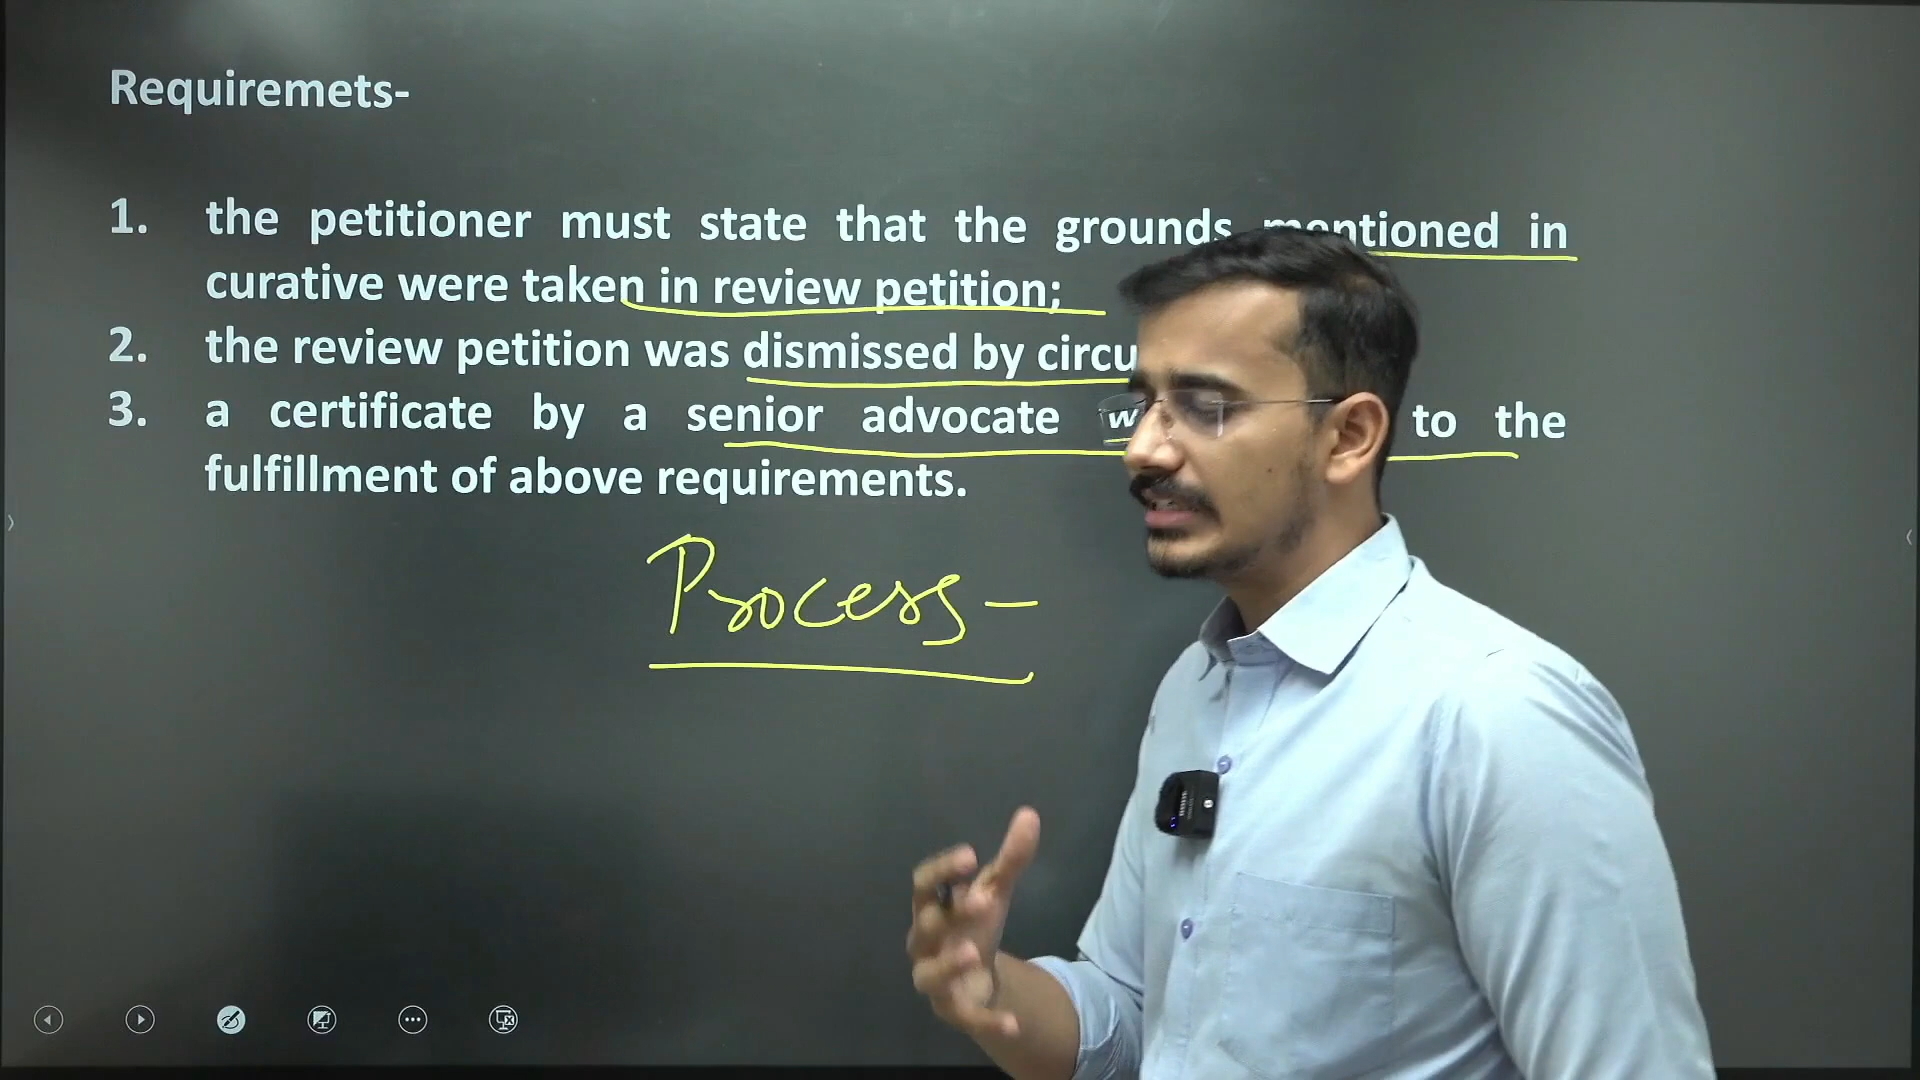 Requiremets-
1. the petitioner must state that the grounds mentioned in
curative were taken in review petition;
2. the review petition was dismissed by
3. a certificate by a senior advocate to the
fulfillment of above requirements.
Process-